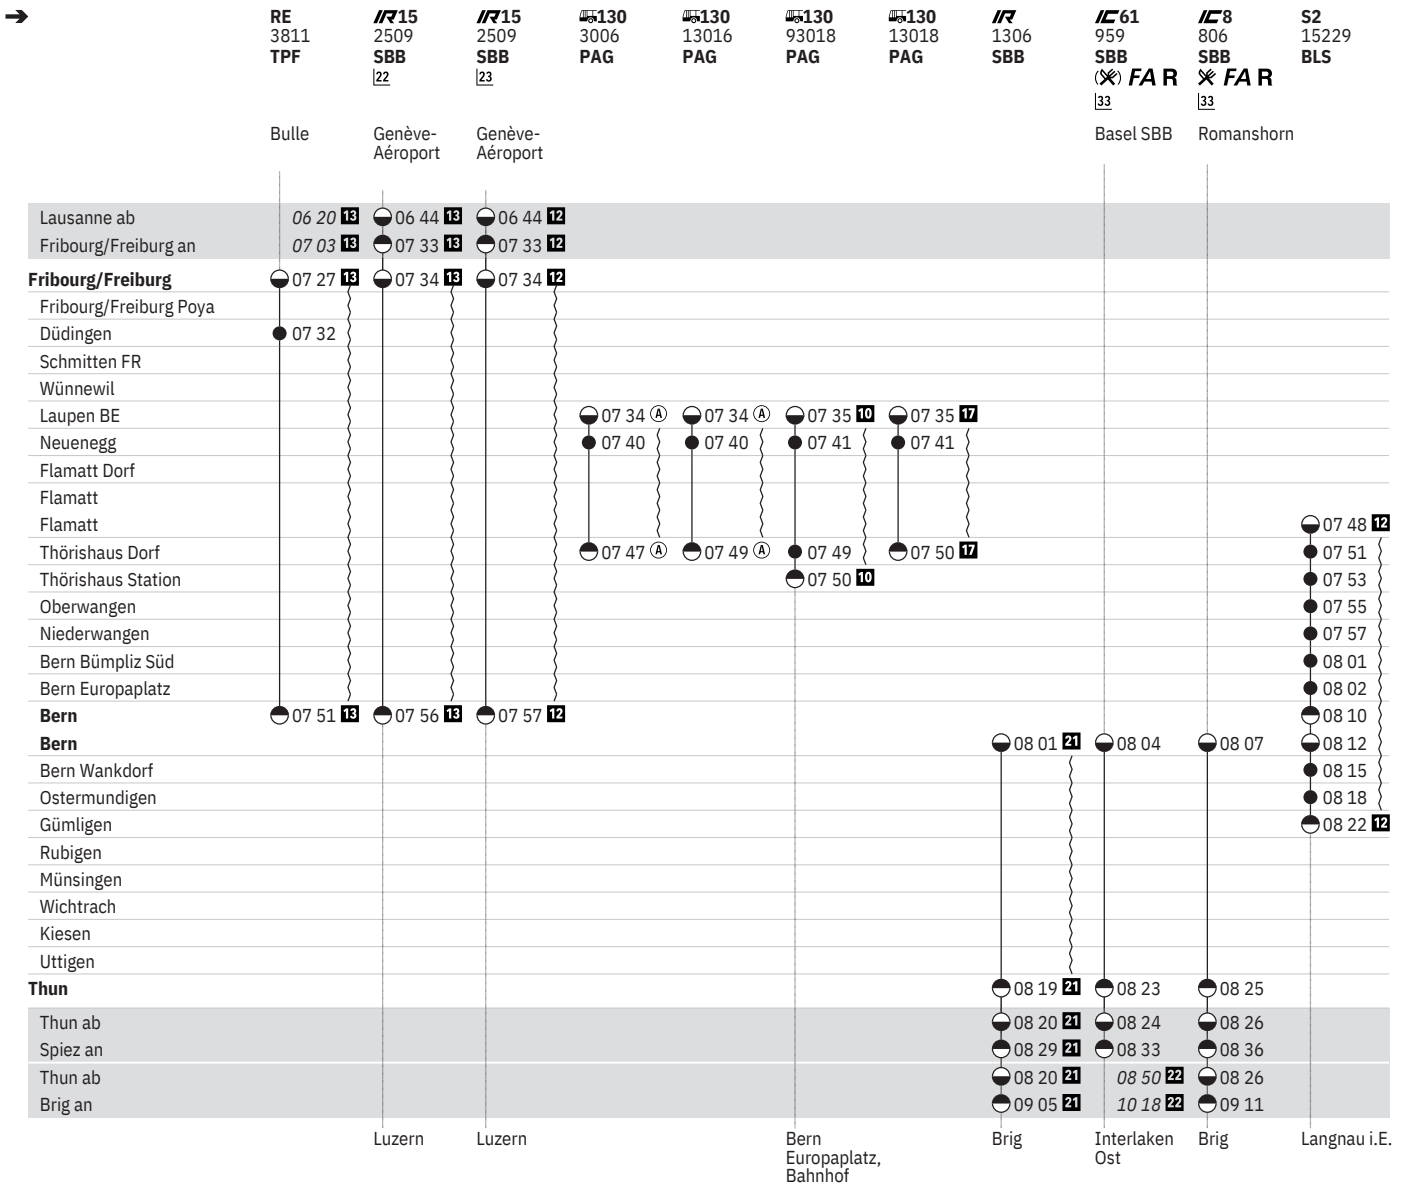 ➔ RE IR15 IR15 130 130 130 130 IR IC61 IC8 S2
3811 2509 2509 3006 13016 93018 13018 1306 959 806 15229
TPF SBB SBB PAG PAG PAG PAG SBB SBB SBB BLS
22 23 FA R FA R
33 33
Bulle Genève- Genève- Basel SBB Romanshorn
Aéroport Aéroport
Lausanne ab 06 20 13 06 44 13 06 44 12
Fribourg/Freiburg an 07 03 13 07 33 13 07 33 12
Fribourg/Freiburg 07 27 13 07 34 13 07 34 12
Fribourg/Freiburg Poya
Düdingen 07 32
Schmitten FR
Wünnewil
Laupen BE 07 34 A 07 34 A 07 35 10 07 35 17
Neuenegg 07 40 07 40 07 41 07 41
Flamatt Dorf
Flamatt
Flamatt 07 48 12
Thörishaus Dorf 07 47 A 07 49 A 07 49 07 50 17 07 51
Thörishaus Station 07 50 10 07 53
Oberwangen 07 55
Niederwangen 07 57
Bern Bümpliz Süd 08 01
Bern Europaplatz 08 02
Bern 07 51 13 07 56 13 07 57 12 08 10
Bern 08 01 21 08 04 08 07 08 12
Bern Wankdorf 08 15
Ostermundigen 08 18
Gümligen 08 22 12
Rubigen
Münsingen
Wichtrach
Kiesen
Uttigen
Thun 08 19 21 08 23 08 25
Thun ab 08 20 21 08 24 08 26
Spiez an 08 29 21 08 33 08 36
Thun ab 08 20 21 08 50 22 08 26
Brig an 09 05 21 10 18 22 09 11
Luzern Luzern Bern Brig Interlaken Brig Langnau i.E.
Europaplatz, Ost
Bahnhof